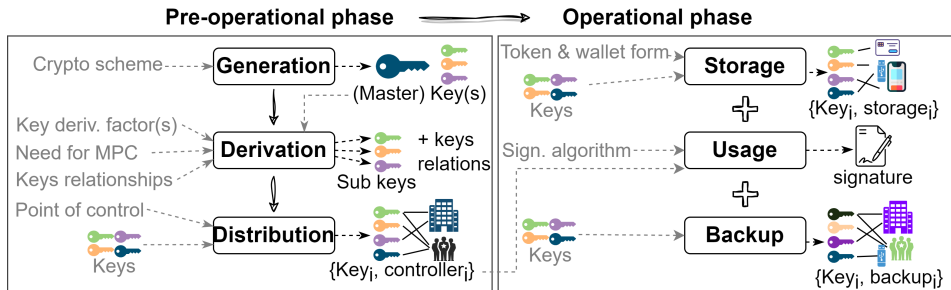 Pre-operational phase
Operational phase
Crypto scheme
Generation
(Master) Key(s)
Key deriv. factor(s)
Need for MPC
Keys relationships
Derivation
+ keys
relations
Sub keys
Point of control
Keys
Distribution
{Keyi, controlleri}
Token & wallet form
Keys
Storage
{Keyi, storagei}
Sign. algorithm
Usage
signature
Keys
Backup
{Keyi, backupi}